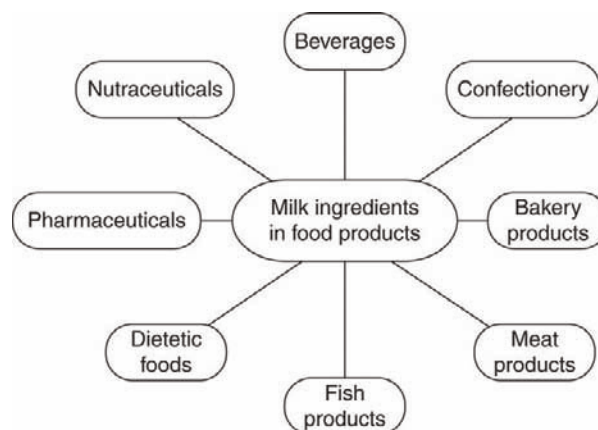 Beverages
Nutraceuticals
Confectionery
Pharmaceuticals
Milk ingredients
in food products
Bakery
products
Dietetic
foods
Meat
products
Fish
products